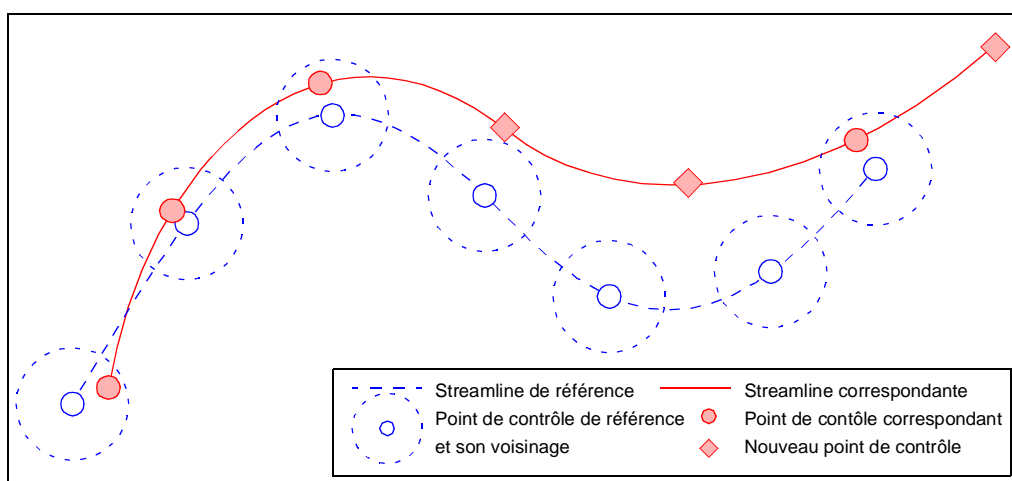 Streamline de référence
Streamline correspondante
Point de contrôle de référence
et son voisinage
Point de contôle correspondant
Nouveau point de contrôle